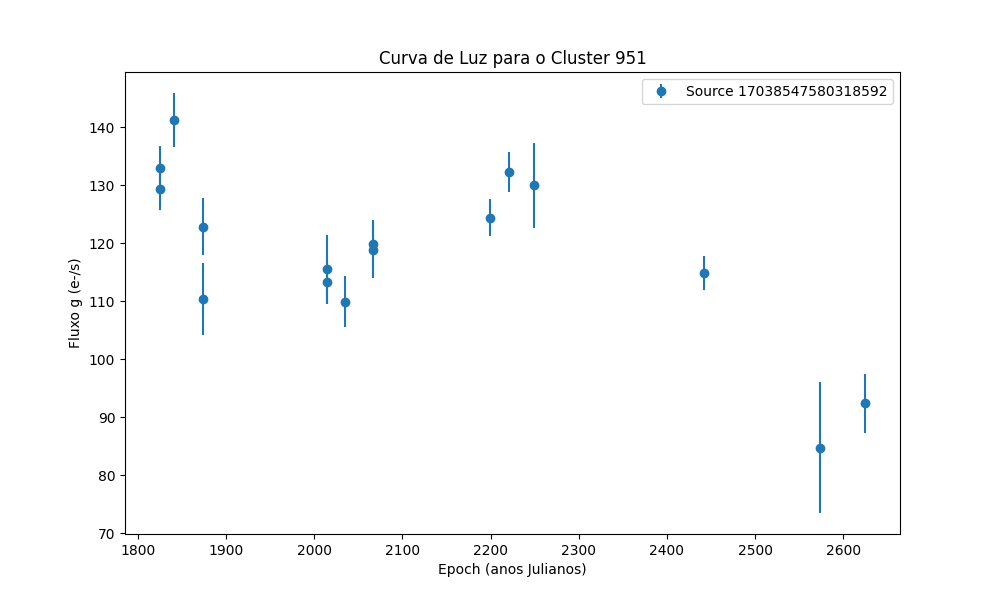 Curva de Luz para o Cluster 951
Source 17038547580318592
Fluxo g (e-/s)
140
130
120
110
100
90
80
70
1800 1900 2000 2100 2200 2300 2400 2500 2600
Epoch (anos Julianos)